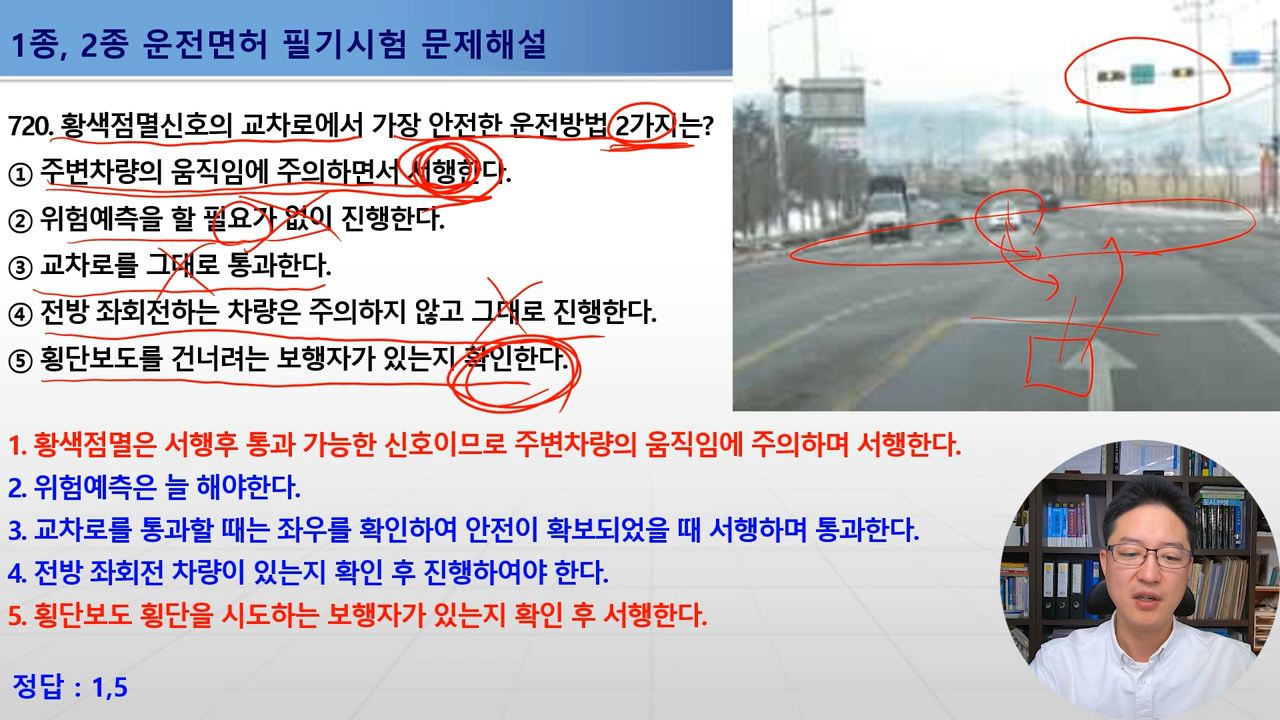 1종, 2종 운전면허 필기시험 문제해설
720. 황색점멸신호의 교차로에서 가장 안전한 운전방법 2가지는?
① 주변차량의 움직임에 주의하면서 서행한다.
② 위험예측을 할 필요가 없이 진행한다.
③ 교차로를 그대로 통과한다.
④ 전방 좌회전하는 차량은 주의하지 않고 그대로 진행한다.
⑤ 횡단보도를 건너려는 보행자가 있는지 확인한다.
1. 황색점멸은 서행후 통과 가능한 신호이므로 주변차량의 움직임에 주의하며 서행한다.
2. 위험예측은 늘 해야한다.
3. 교차로를 통과할 때는 좌우를 확인하여 안전이 확보되었을 때 서행하며 통과한다.
4. 전방 좌회전 차량이 있는지 확인 후 진행하여야 한다.
5. 횡단보도 횡단을 시도하는 보행자가 있는지 확인 후 서행한다.
정답 : 1,5